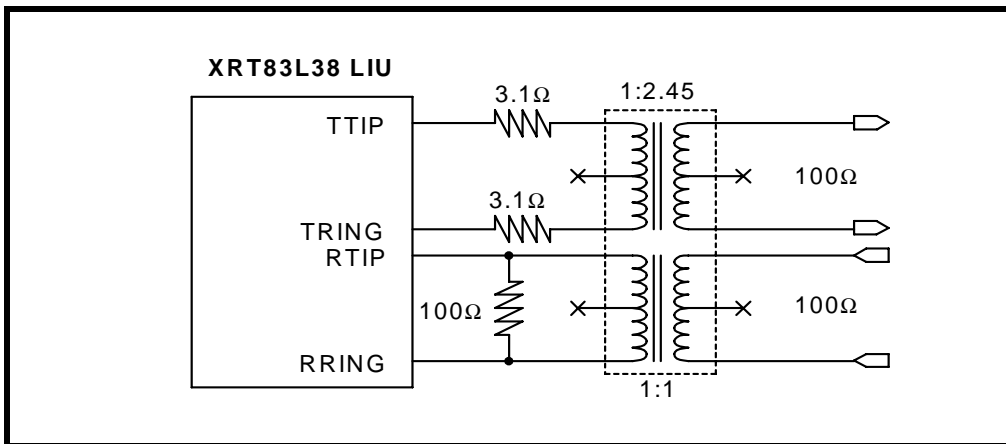 XRT83L38 LIU
3.1Ω
1:2.45
TTIP
100Ω
3.1Ω
TRING
RTIP
100Ω
100Ω
RRING
1:1